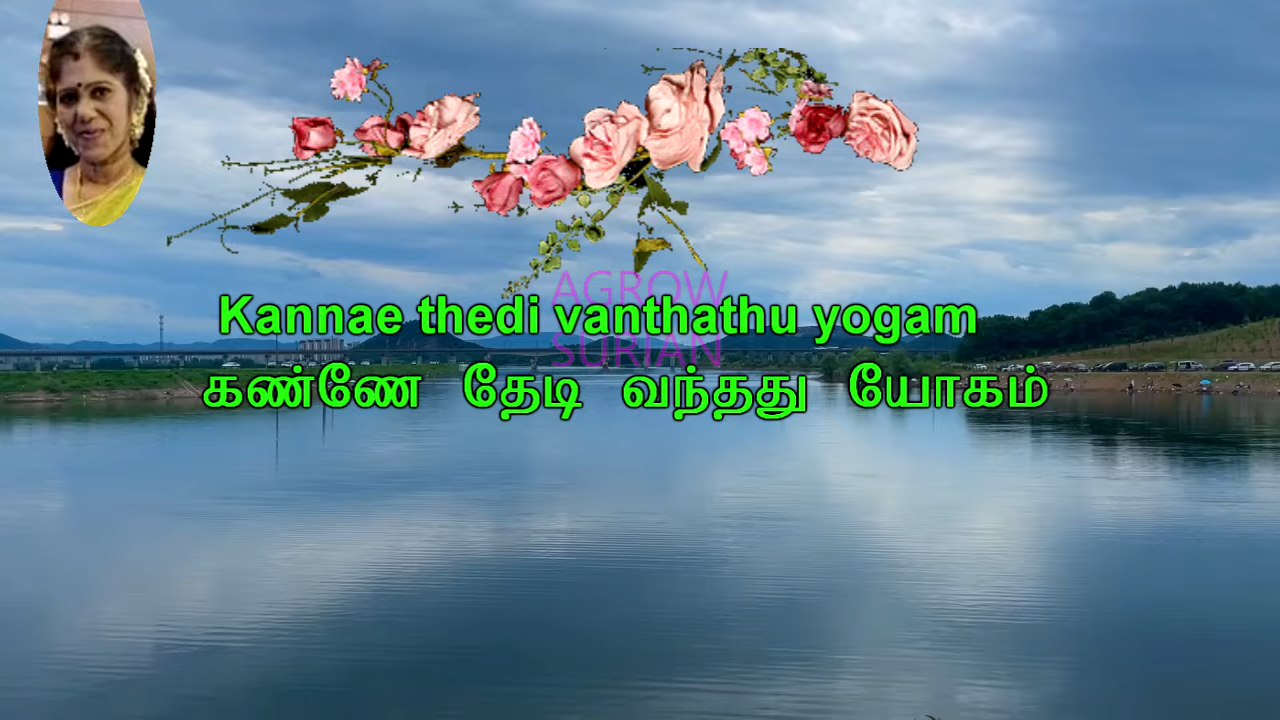 AGROW
Kannae thedi vanthathu yogam
SURIAN
கண்ணே தேடி வந்தது யோகம்